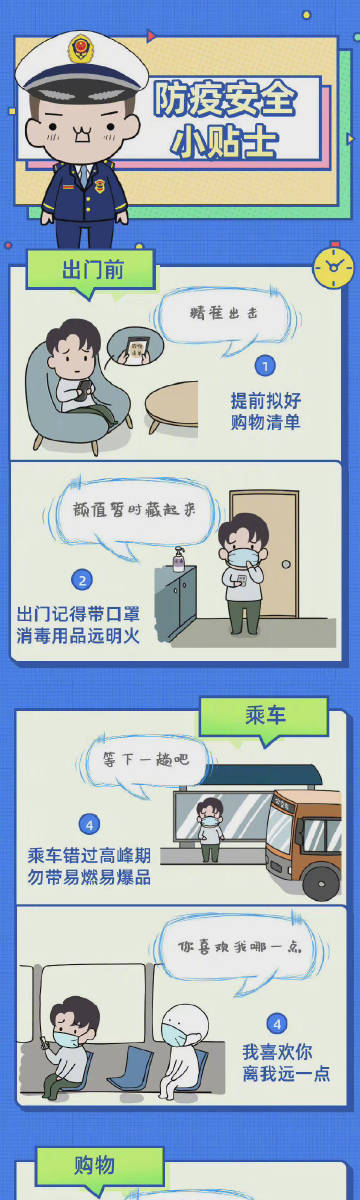 防疫安全
小贴士
出门前
精准出击
1
提前拟好
购物清单
颜值暂时藏起来
2
出门记得带口罩
消毒用品远明火
乘车
等下一趟吧
4
乘车错过高峰期
勿带易燃易爆品
你喜欢我哪一点
4
我喜欢你
离我远一点
购物